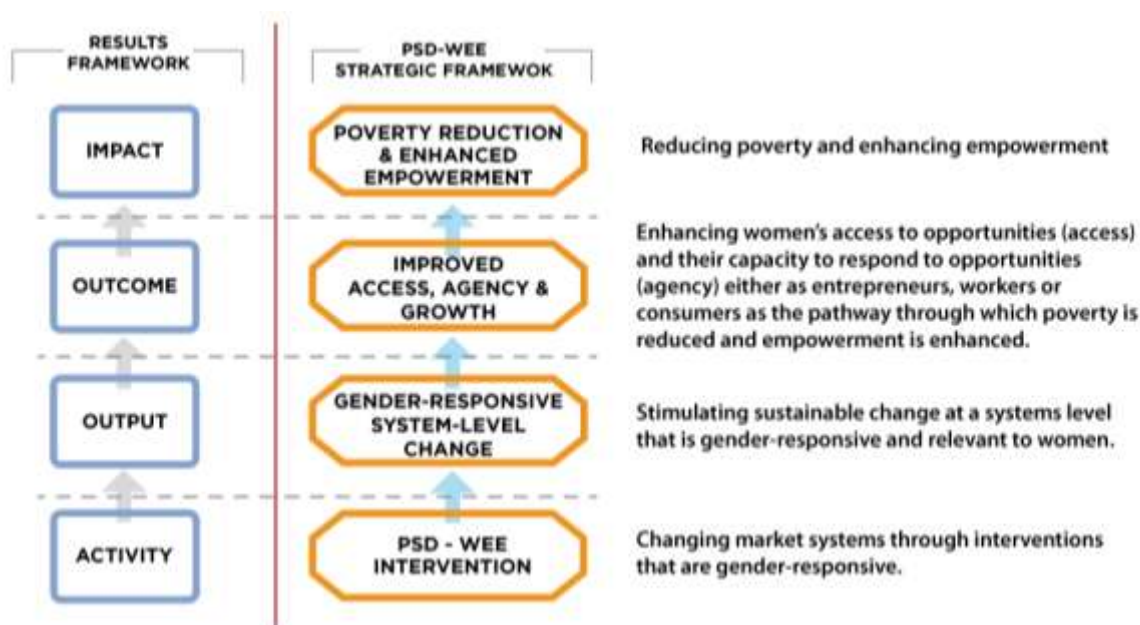 RESULTS
FRAMEWORK
PSD-WEE
STRATEGIC FRAMEWOK
IMPACT
POVERTY REDUCTION
& ENHANCED
EMPOWERMENT
Reducing poverty and enhancing empowerment
OUTCOME
IMPROVED
ACCESS, AGENCY &
GROWTH
Enhancing women's access to opportunities (access)
and their capacity to respond to opportunities
(agency) either as entrepreneurs, workers or
consumers as the pathway through which poverty is
reduced and empowerment is enhanced.
OUTPUT
GENDER-RESPONSIVE
SYSTEM-LEVEL
CHANGE
Stimulating sustainable change at a systems level
that is gender-responsive and relevant to women.
ACTIVITY
PSD - WEE
INTERVENTION
Changing market systems through interventions
that are gender-responsive.